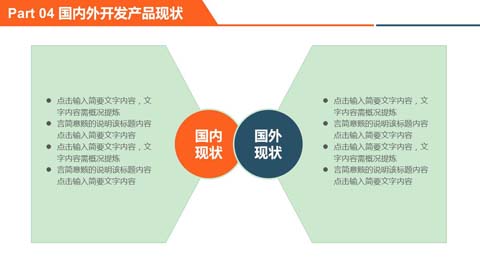 Part 04 国内外开发产品现状
点击输入简要文字内容，文
字内容需概况提炼
言简意赅的说明该标题内容
点击输入简要文字内容
点击输入简要文字内容，文
字内容需概况提炼
言简意赅的说明该标题内容
点击输入简要文字内容
国内
现状
国外
现状
点击输入简要文字内容，文
字内容需概况提炼
言简意赅的说明该标题内容
点击输入简要文字内容
点击输入简要文字内容，文
字内容需概况提炼
言简意赅的说明该标题内容
点击输入简要文字内容